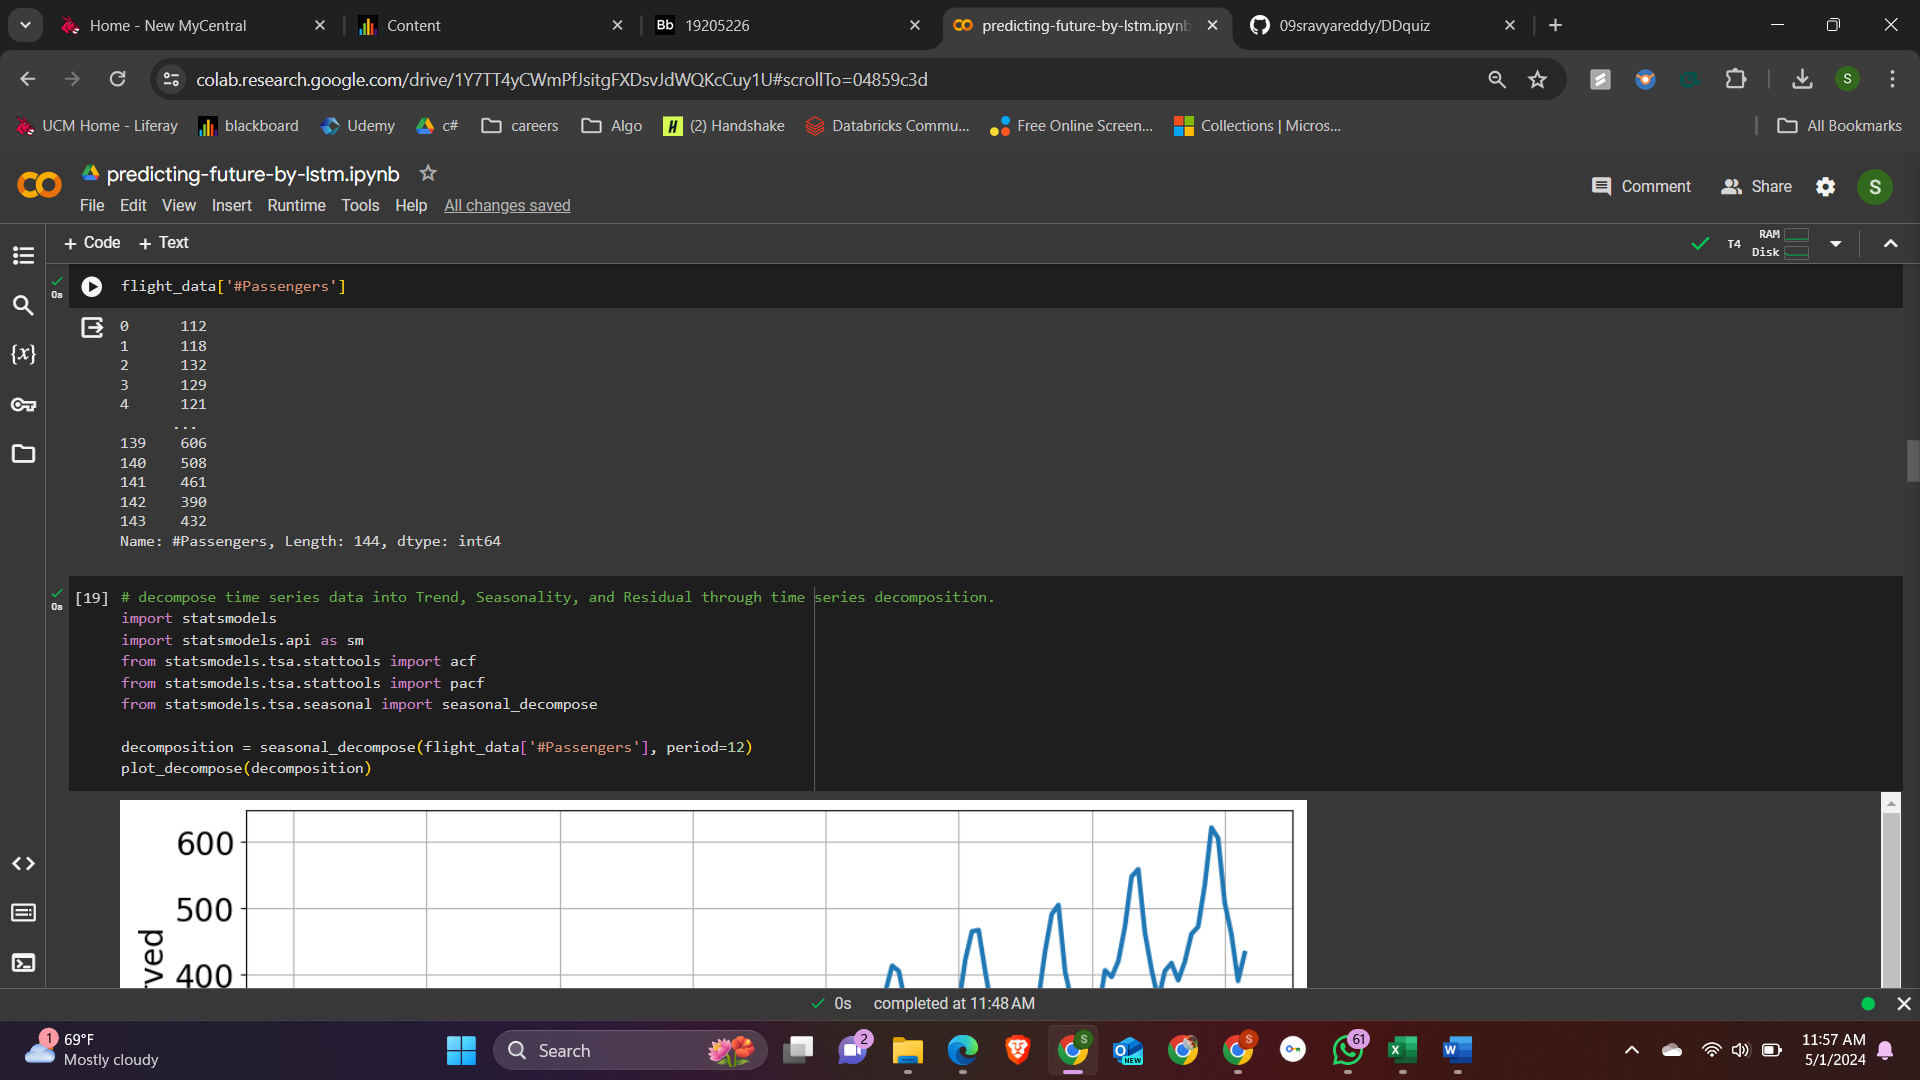 Home - New MyCentral
Content
Bb 19205226
predicting-future-by-lstm.ipynb
09sravyareddy/DDquiz
colab.research.google.com/drive/1Y7TT4yCWmPfJsitgFXDsvJdWQKcCuy1U#scrollTo=04859c3d
S
UCM Home - Liferay
blackboard
Udemy
c#
careers
Algo
H (2) Handshake
Databricks Commu...
Free Online Screen...
Collections | Micros...
All Bookmarks
predicting-future-by-lstm.ipynb
Comment
Share
S
File Edit View Insert Runtime Tools Help All changes saved
+ Code + Text
T4
RAM
Disk
0s
flight_data['#Passengers']
0 112
1 118
2 132
3 129
4 121
...
139 606
140 508
141 461
142 390
143 432
Name: #Passengers, Length: 144, dtype: int64
0s
[19] # decompose time series data into Trend, Seasonality, and Residual through time series decomposition.
import statsmodels
import statsmodels.api as sm
from statsmodels.tsa.stattools import acf
from statsmodels.tsa.stattools import pacf
from statsmodels.tsa.seasonal import seasonal_decompose
decomposition = seasonal_decompose(flight_data['#Passengers'], period=12)
plot_decompose(decomposition)
{x}
600
500
400
ved
0s completed at 11:48 AM
1
69°F
Mostly cloudy
Search
2
S
NEW
S
61
11:57 AM
5/1/2024